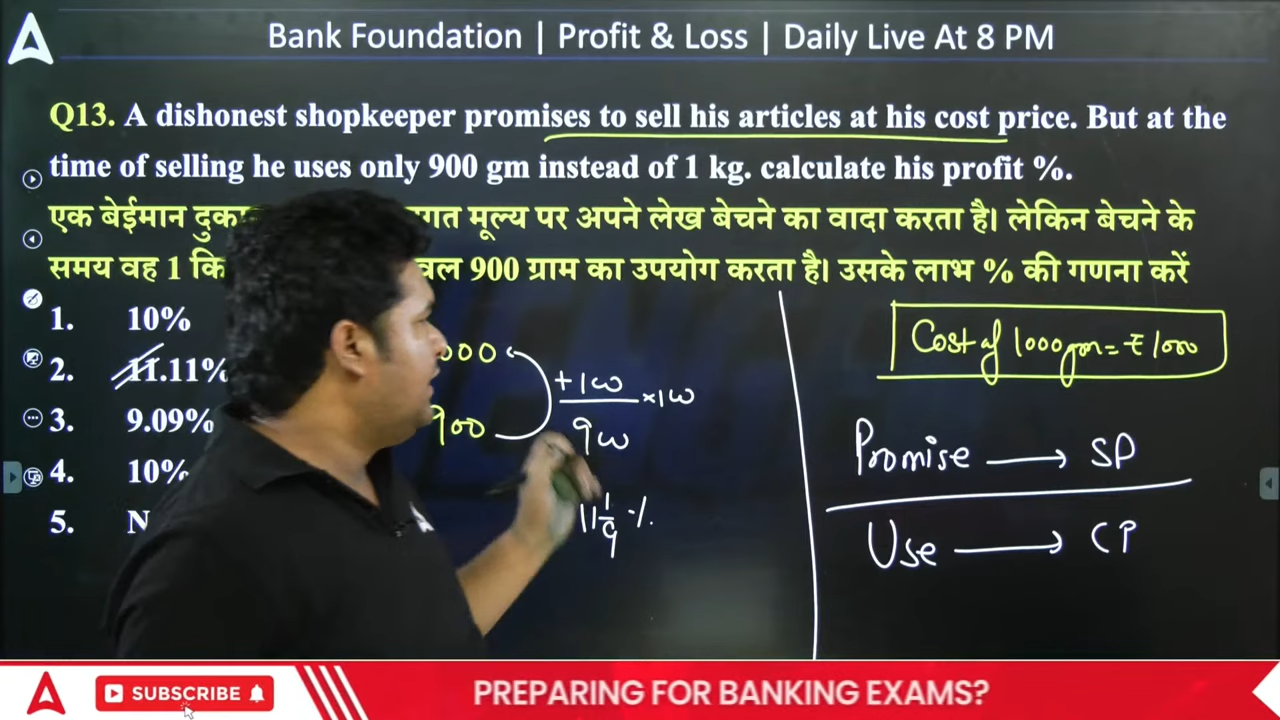 Bank Foundation | Profit & Loss | Daily Live At 8 PM
Q13. A dishonest shopkeeper promises to sell his articles at his cost price. But at the
time of selling he uses only 900 gm instead of 1 kg. calculate his profit %.
एक बेईमान गत मूल्य पर अपने लेख बेचने का वादा करता है। लेकिन बेचने के
समय वह 1 900 ग्राम का उपयोग करता है। उसके लाभ % की गणना करें
1. 10%
2. 11.11%
3. 9.09%
4. 10%
5.
000
900
+100
900
×100
11 1/9 %
Cost of 1000 gm = ₹ 1000
Promise → SP
Use → CP
SUBSCRIBE
PREPARING FOR BANKING EXAMS?